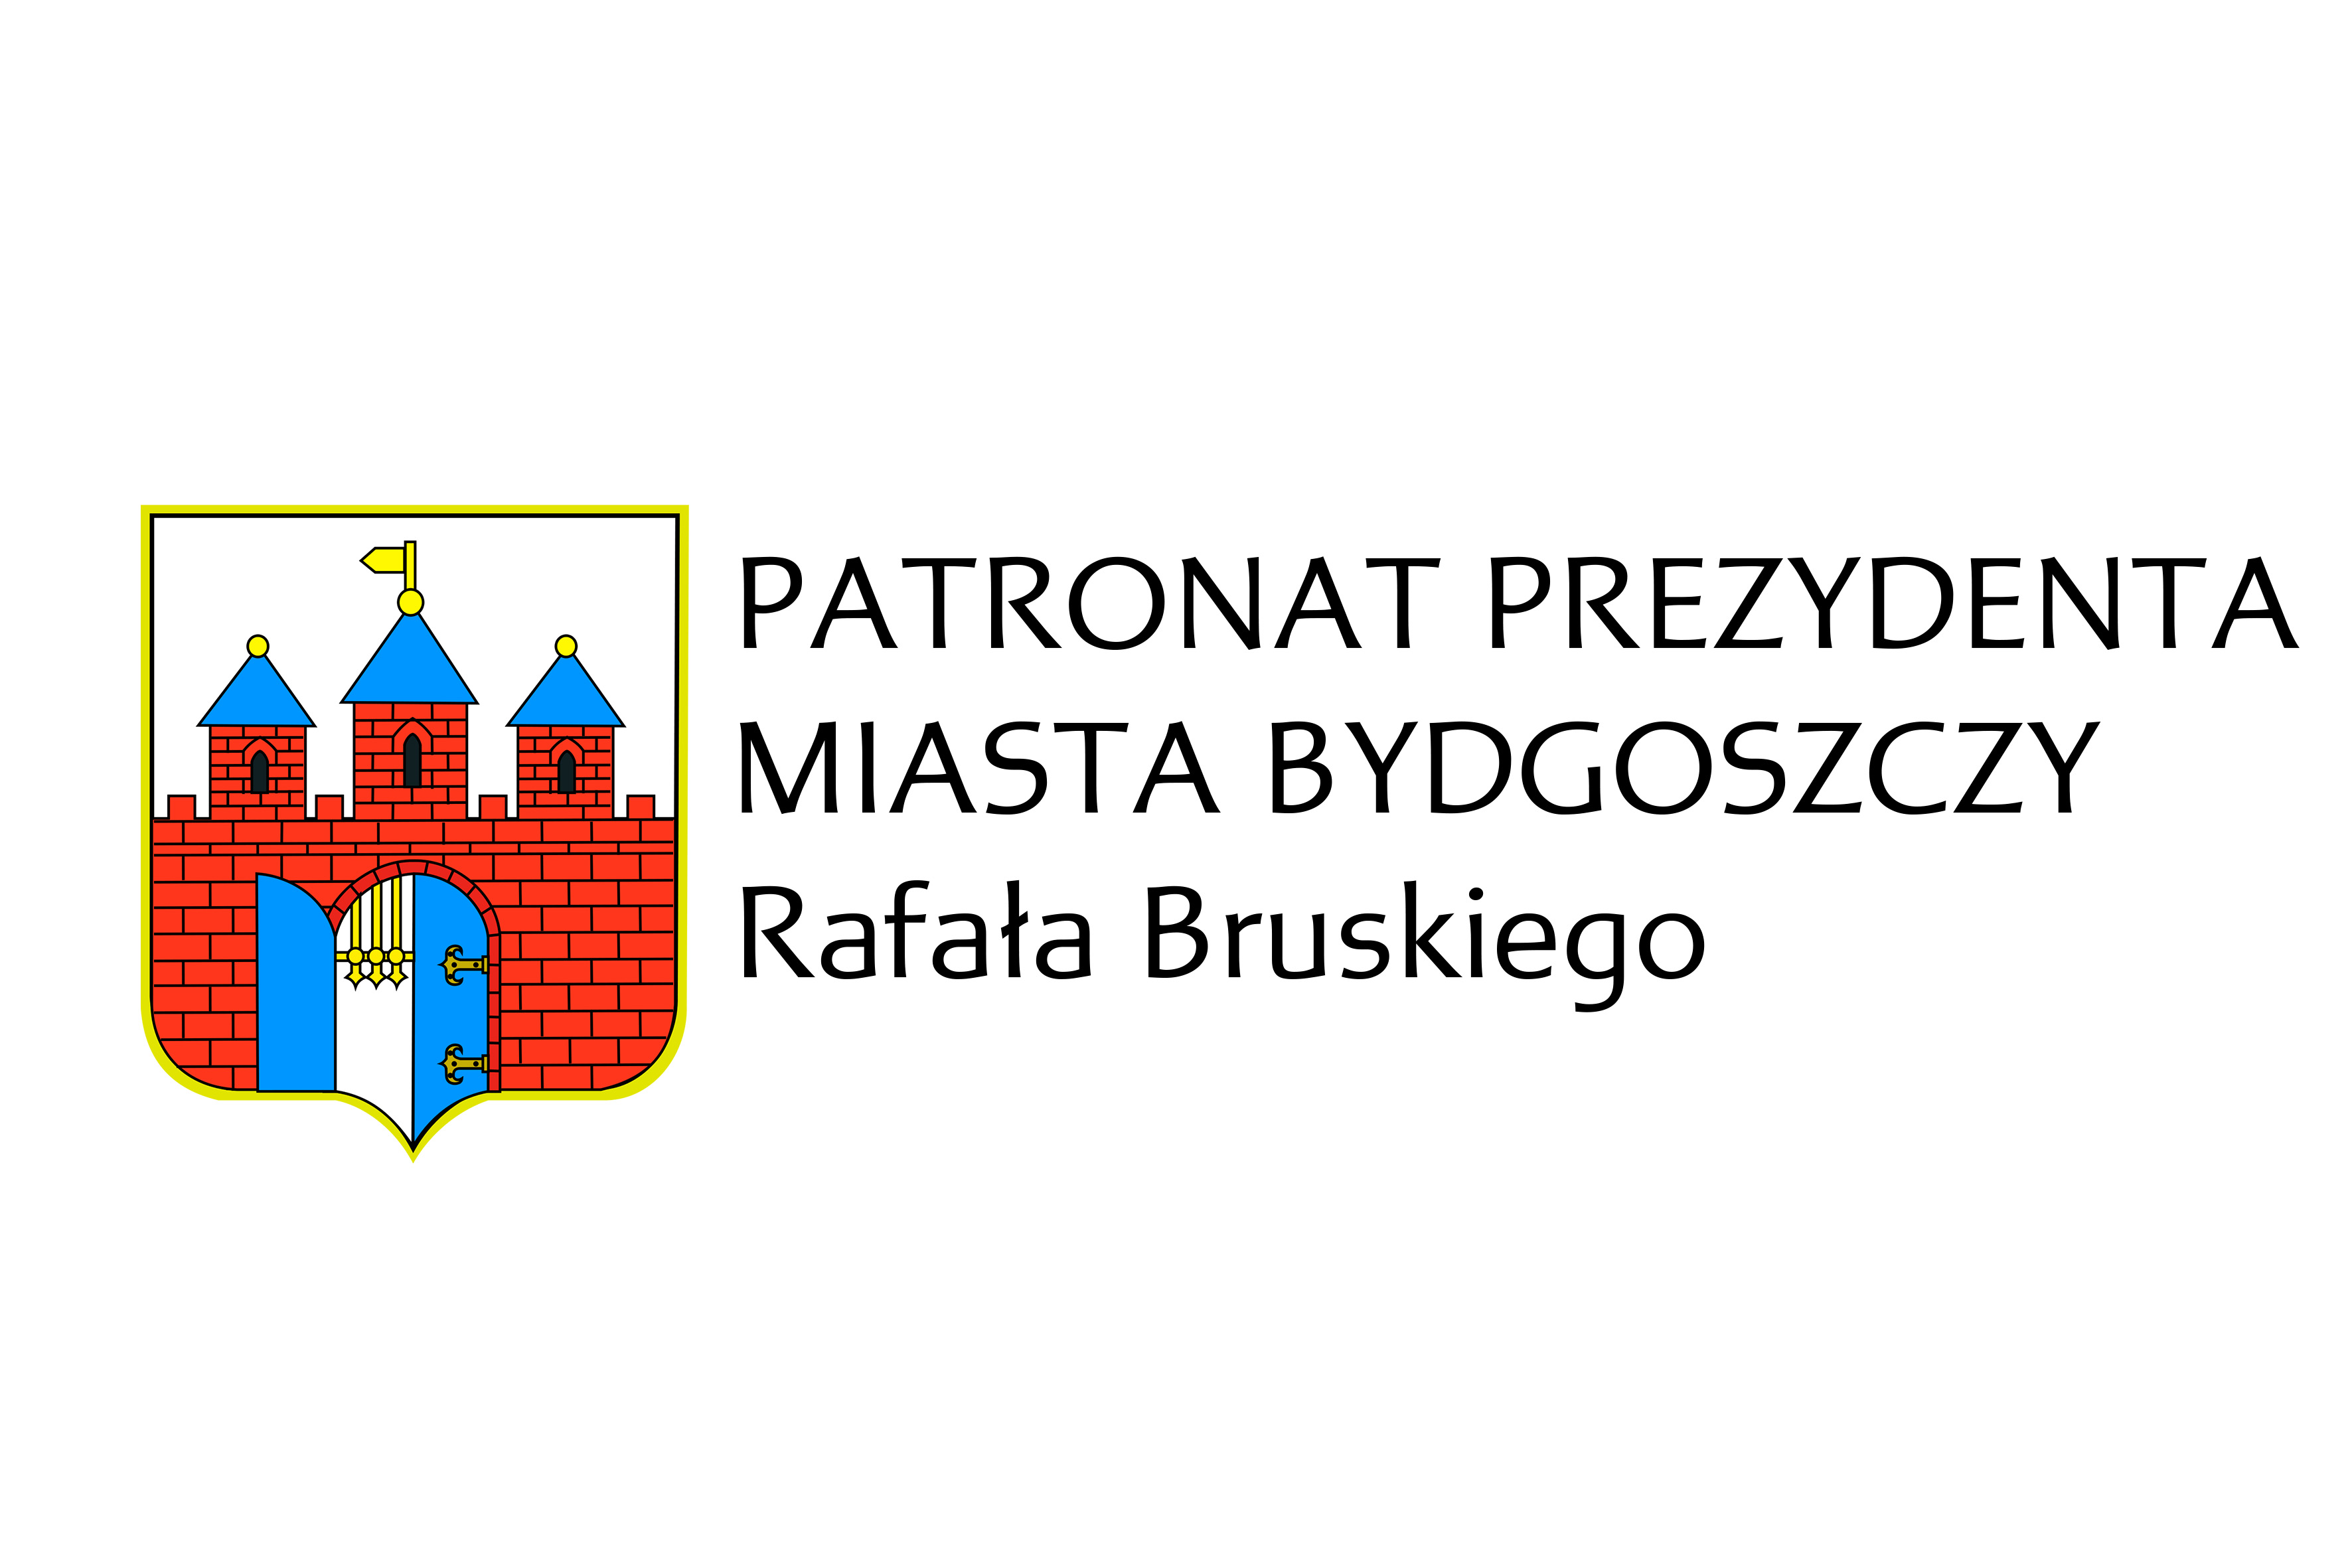 PATRONAT PREZYDENTA
MIASTA BYDGOSZCZY
Rafała Bruskiego